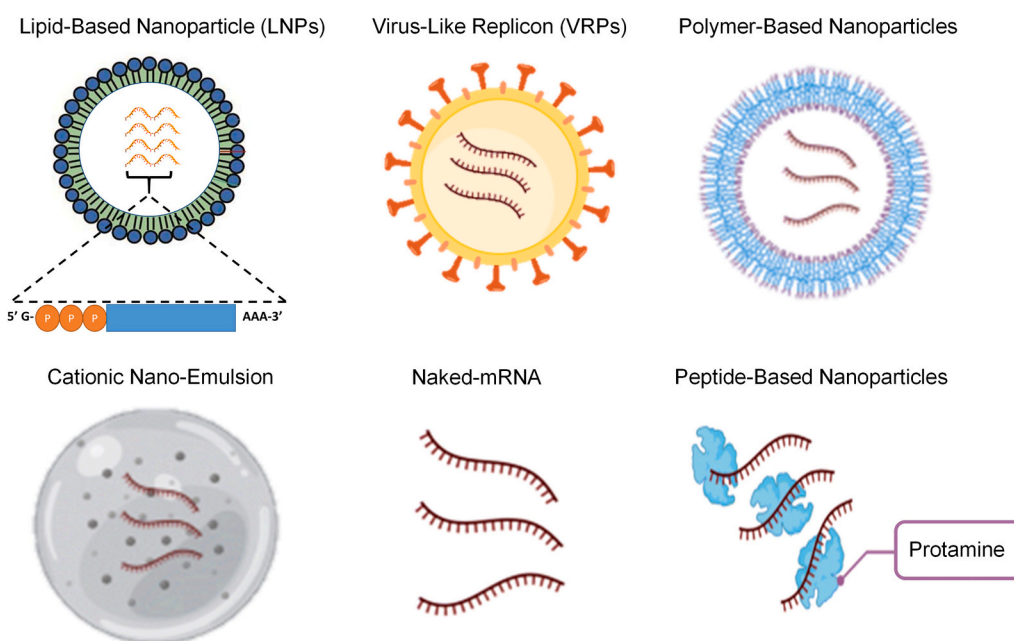 Lipid-Based Nanoparticle (LNPs)
Virus-Like Replicon (VRPs)
Polymer-Based Nanoparticles
5’ G- P P P AAA-3’
Cationic Nano-Emulsion
Naked-mRNA
Peptide-Based Nanoparticles
Protamine